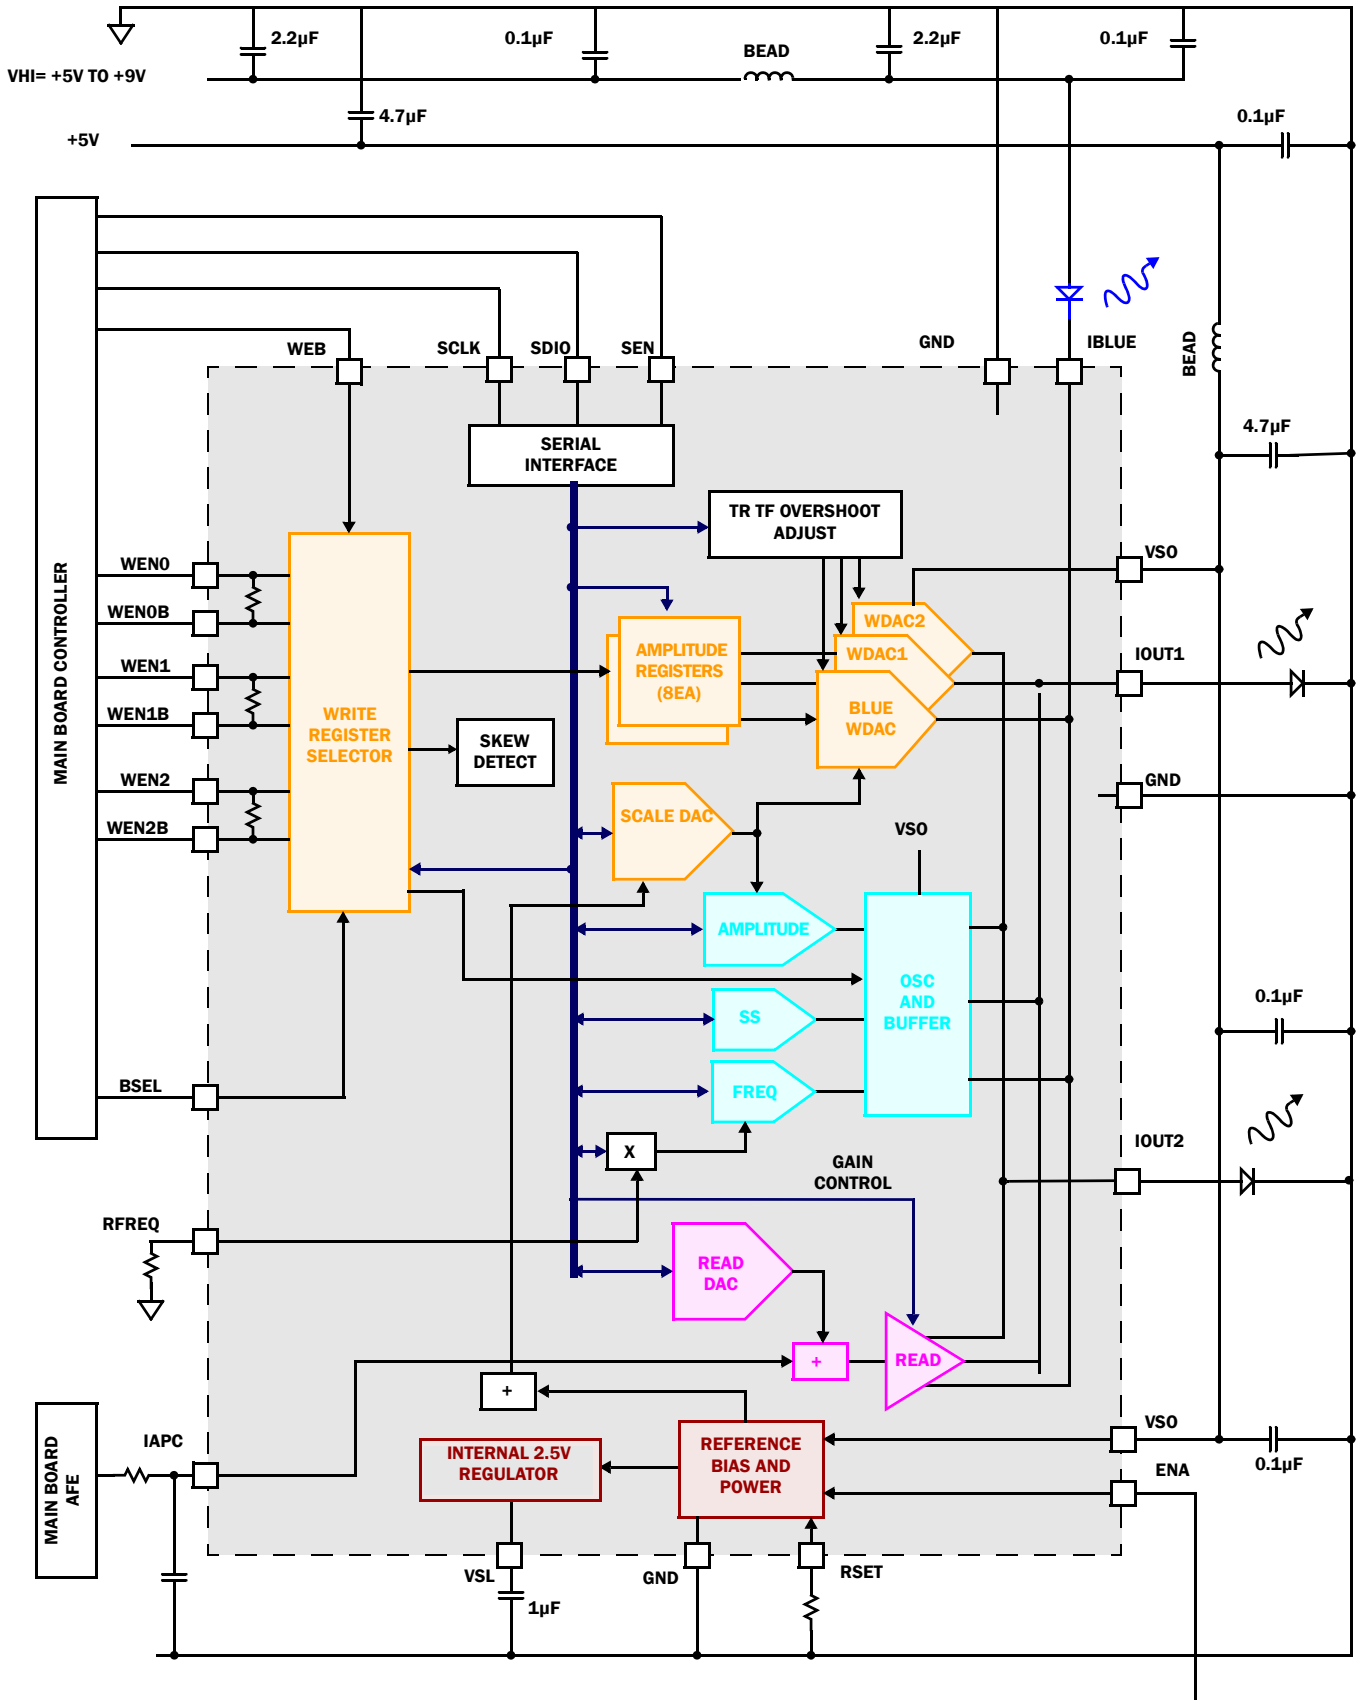 2.2µF
0.1µF
BEAD
2.2µF
0.1µF
VHI= +5V TO +9V
4.7µF
0.1µF
+5V
WEB
SCLK
SDIO
SEN
GND
IBLUE
BEAD
4.7µF
SERIAL
INTERFACE
TR TF OVERSHOOT
ADJUST
MAIN BOARD CONTROLLER
WEN0
WEN0B
WEN1
WEN1B
WEN2
WEN2B
VSO
WDAC2
WDAC1
BLUE
WDAC
AMPLITUDE
REGISTERS
(8EA)
IOUT1
WRITE
REGISTER
SELECTOR
SKEW
DETECT
GND
SCALE DAC
VSO
AMPLITUDE
OSC
AND
BUFFER
SS
FREQ
0.1µF
BSEL
X
GAIN
CONTROL
IOUT2
RFREQ
READ
DAC
+
READ
+
IAPC
MAIN BOARD
AFE
INTERNAL 2.5V
REGULATOR
REFERENCE
BIAS AND
POWER
VSO
0.1µF
ENA
VSL
1µF
GND
RSET